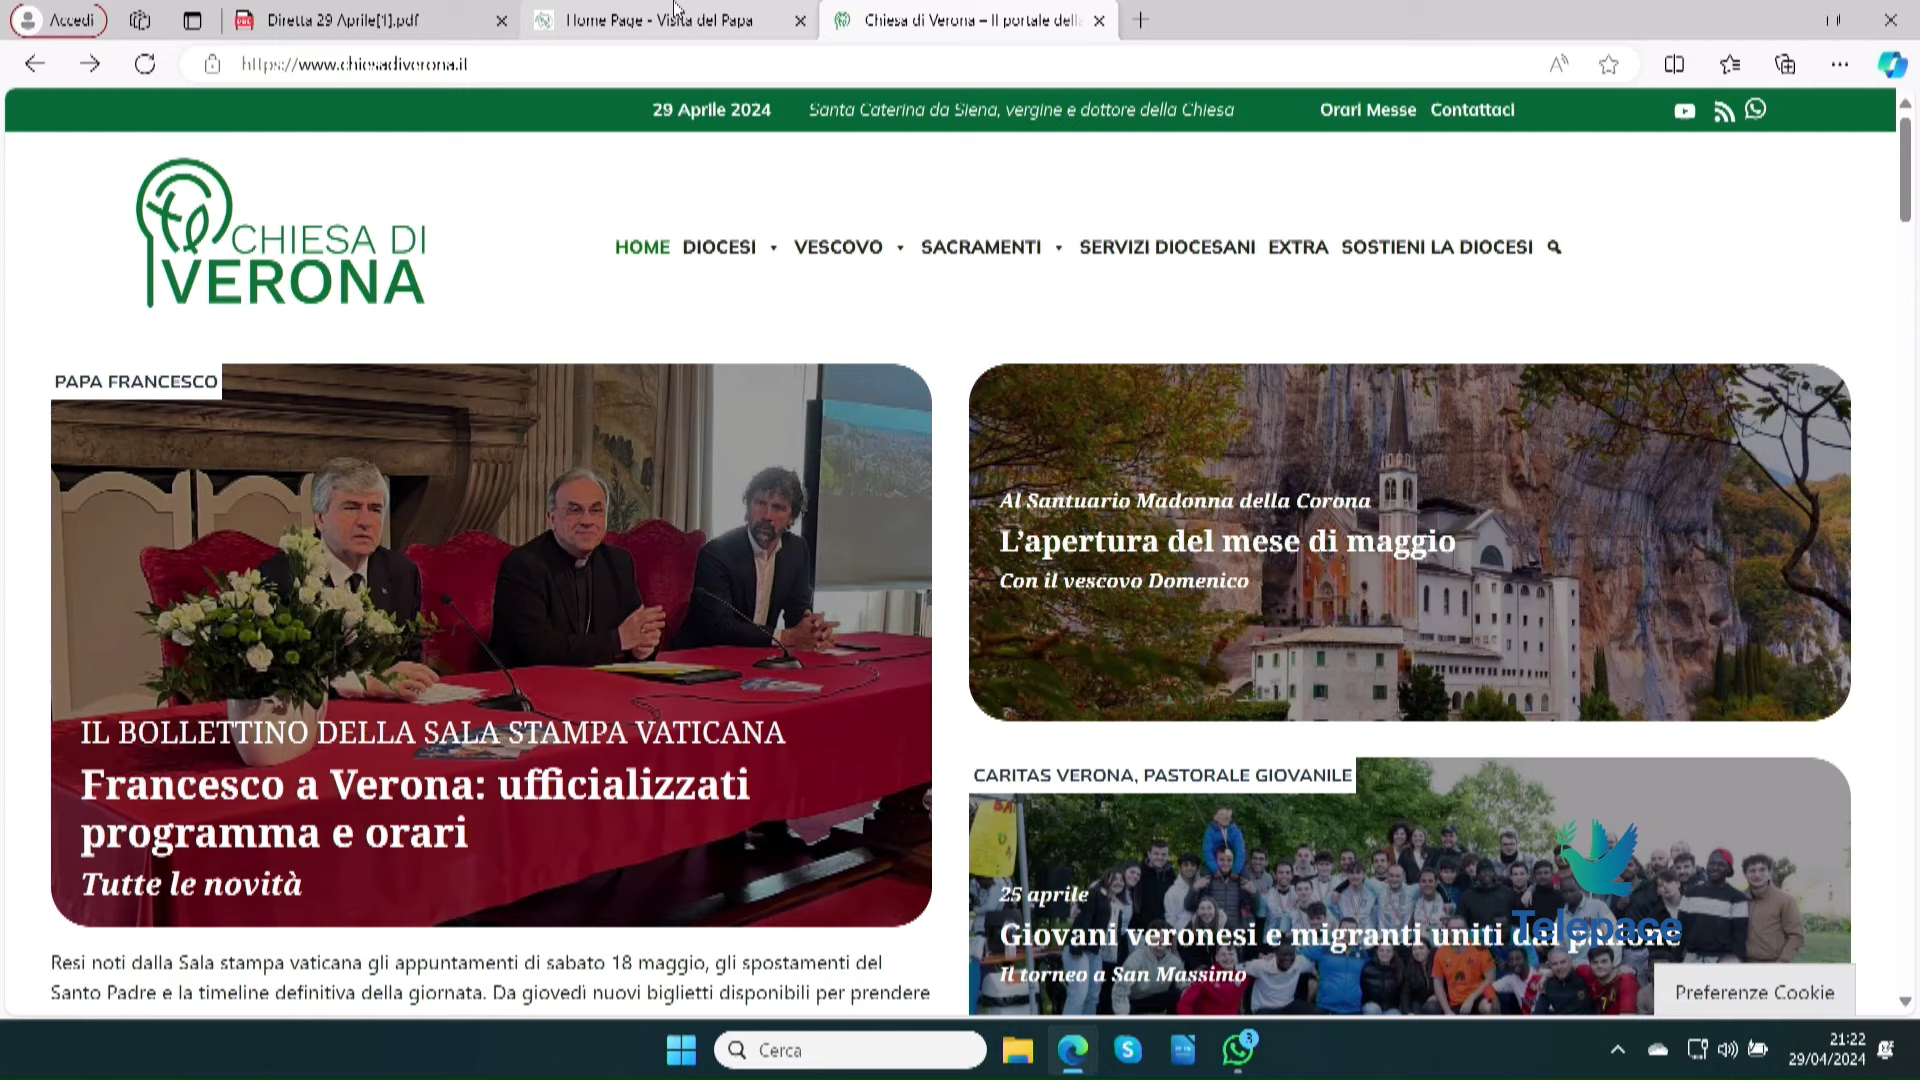 Accedi
Diretta 29 Aprile[1].pdf
Home Page - Visita del Papa
Chiesa di Verona – Il portale della
https://www.chiesadiverona.it
29 Aprile 2024
Santa Caterina da Siena, vergine e dottore della Chiesa
Orari Messe
Contattaci
CHIESA DI
VERONA
HOME
DIOCESI
VESCOVO
SACRAMENTI
SERVIZI DIOCESANI
EXTRA
SOSTIENI LA DIOCESI
PAPA FRANCESCO
IL BOLLETTINO DELLA SALA STAMPA VATICANA
Francesco a Verona: ufficializzati
programma e orari
Tutte le novità
Resi noti dalla Sala stampa vaticana gli appuntamenti di sabato 18 maggio, gli spostamenti del
Santo Padre e la timeline definitiva della giornata. Da giovedì nuovi biglietti disponibili per prendere
Al Santuario Madonna della Corona
L’apertura del mese di maggio
Con il vescovo Domenico
CARITAS VERONA, PASTORALE GIOVANILE
25 aprile
Giovani veronesi e migranti uniti dal pallone
Il torneo a San Massimo
Telepace
Preferenze Cookie
Cerca
3
21:22
29/04/2024